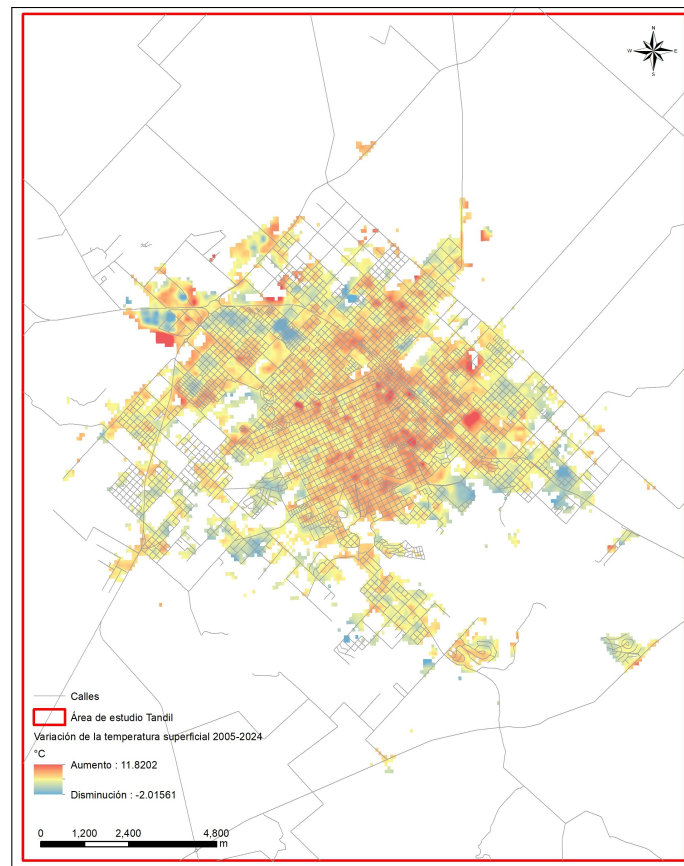 N
W E
S
Calles
Área de estudio Tandil
Variación de la temperatura superficial 2005-2024
°C
Aumento : 11.8202
Disminución : -2.01561
0 1,200 2,400 4,800
m